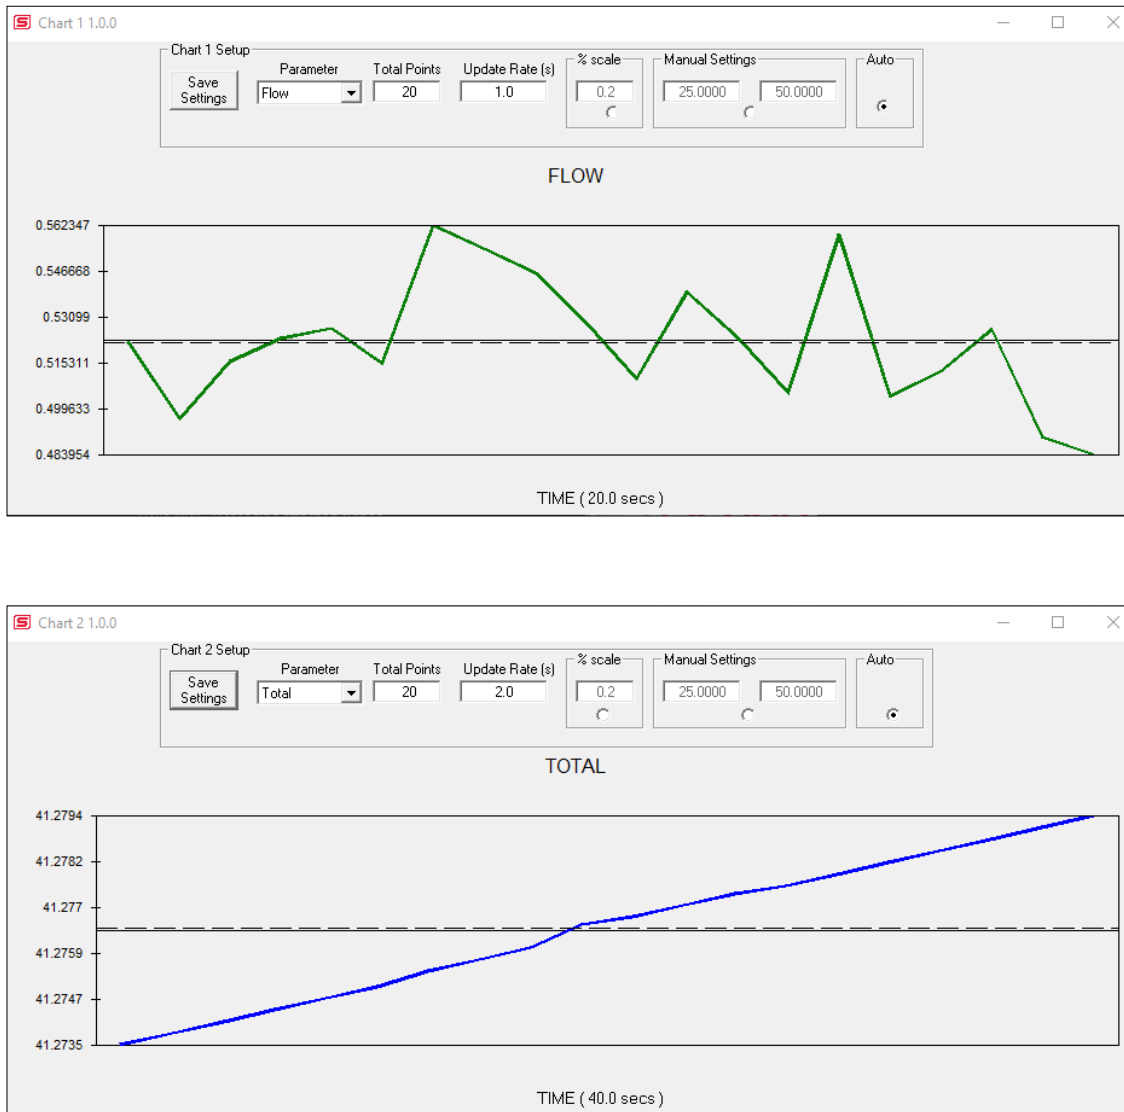 Chart 1 1.0.0
Chart 1 Setup
Save Settings
Parameter
Flow
Total Points
20
Update Rate (s)
1.0
% scale
0.2
Manual Settings
25.0000 50.0000
Auto
FLOW
0.562347
0.546668
0.53099
0.515311
0.499633
0.483954
TIME ( 20.0 secs )
Chart 2 1.0.0
Chart 2 Setup
Save Settings
Parameter
Total
Total Points
20
Update Rate (s)
2.0
% scale
0.2
Manual Settings
25.0000 50.0000
Auto
TOTAL
41.2794
41.2782
41.277
41.2759
41.2747
41.2735
TIME ( 40.0 secs )